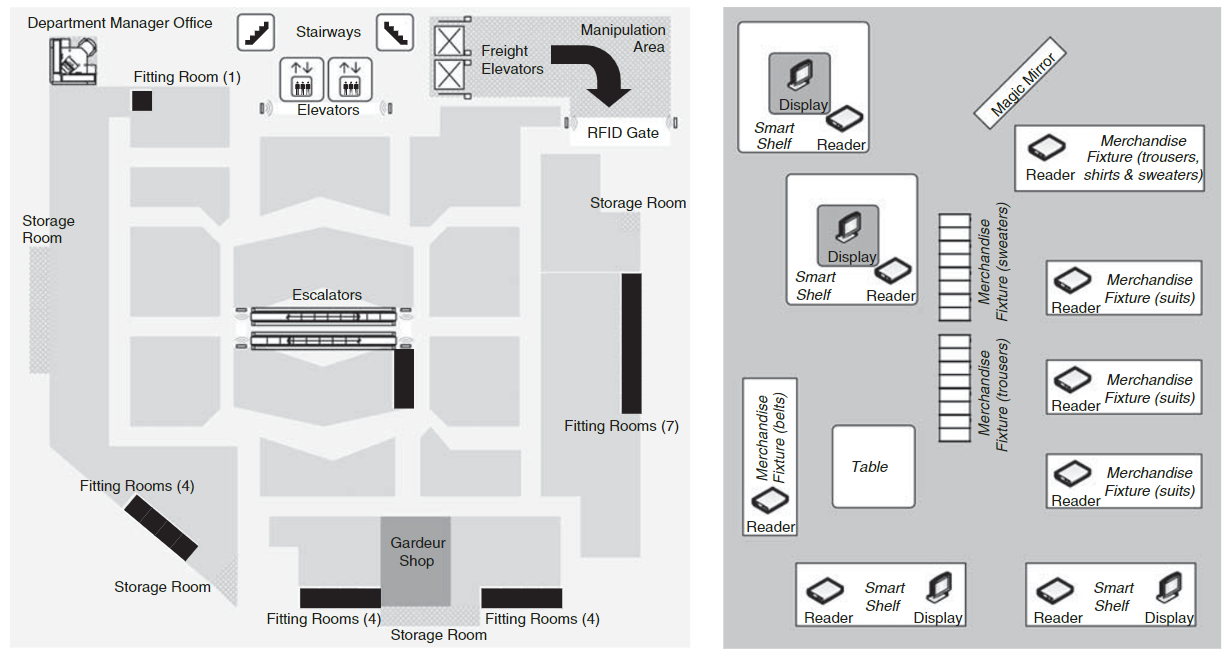 Department Manager Office
Stairways
Manipulation
Area
Freight
Elevators
Fitting Room (1)
Elevators
RFID Gate
Storage Room
Storage
Room
Escalators
Fitting Rooms (7)
Fitting Rooms (4)
Gardeur
Shop
Storage Room
Fitting Rooms (4)
Fitting Rooms (4)
Storage Room
Display
Smart
Shelf
Reader
Magic Mirror
Merchandise
Fixture (trousers,
shirts & sweaters)
Reader
Display
Smart
Shelf
Reader
Merchandise
Fixture (sweaters)
Merchandise
Fixture (suits)
Reader
Merchandise
Fixture (trousers)
Merchandise
Fixture (suits)
Reader
Merchandise
Fixture (belts)
Reader
Table
Merchandise
Fixture (suits)
Reader
Smart
Shelf
Reader
Display
Smart
Shelf
Reader
Display